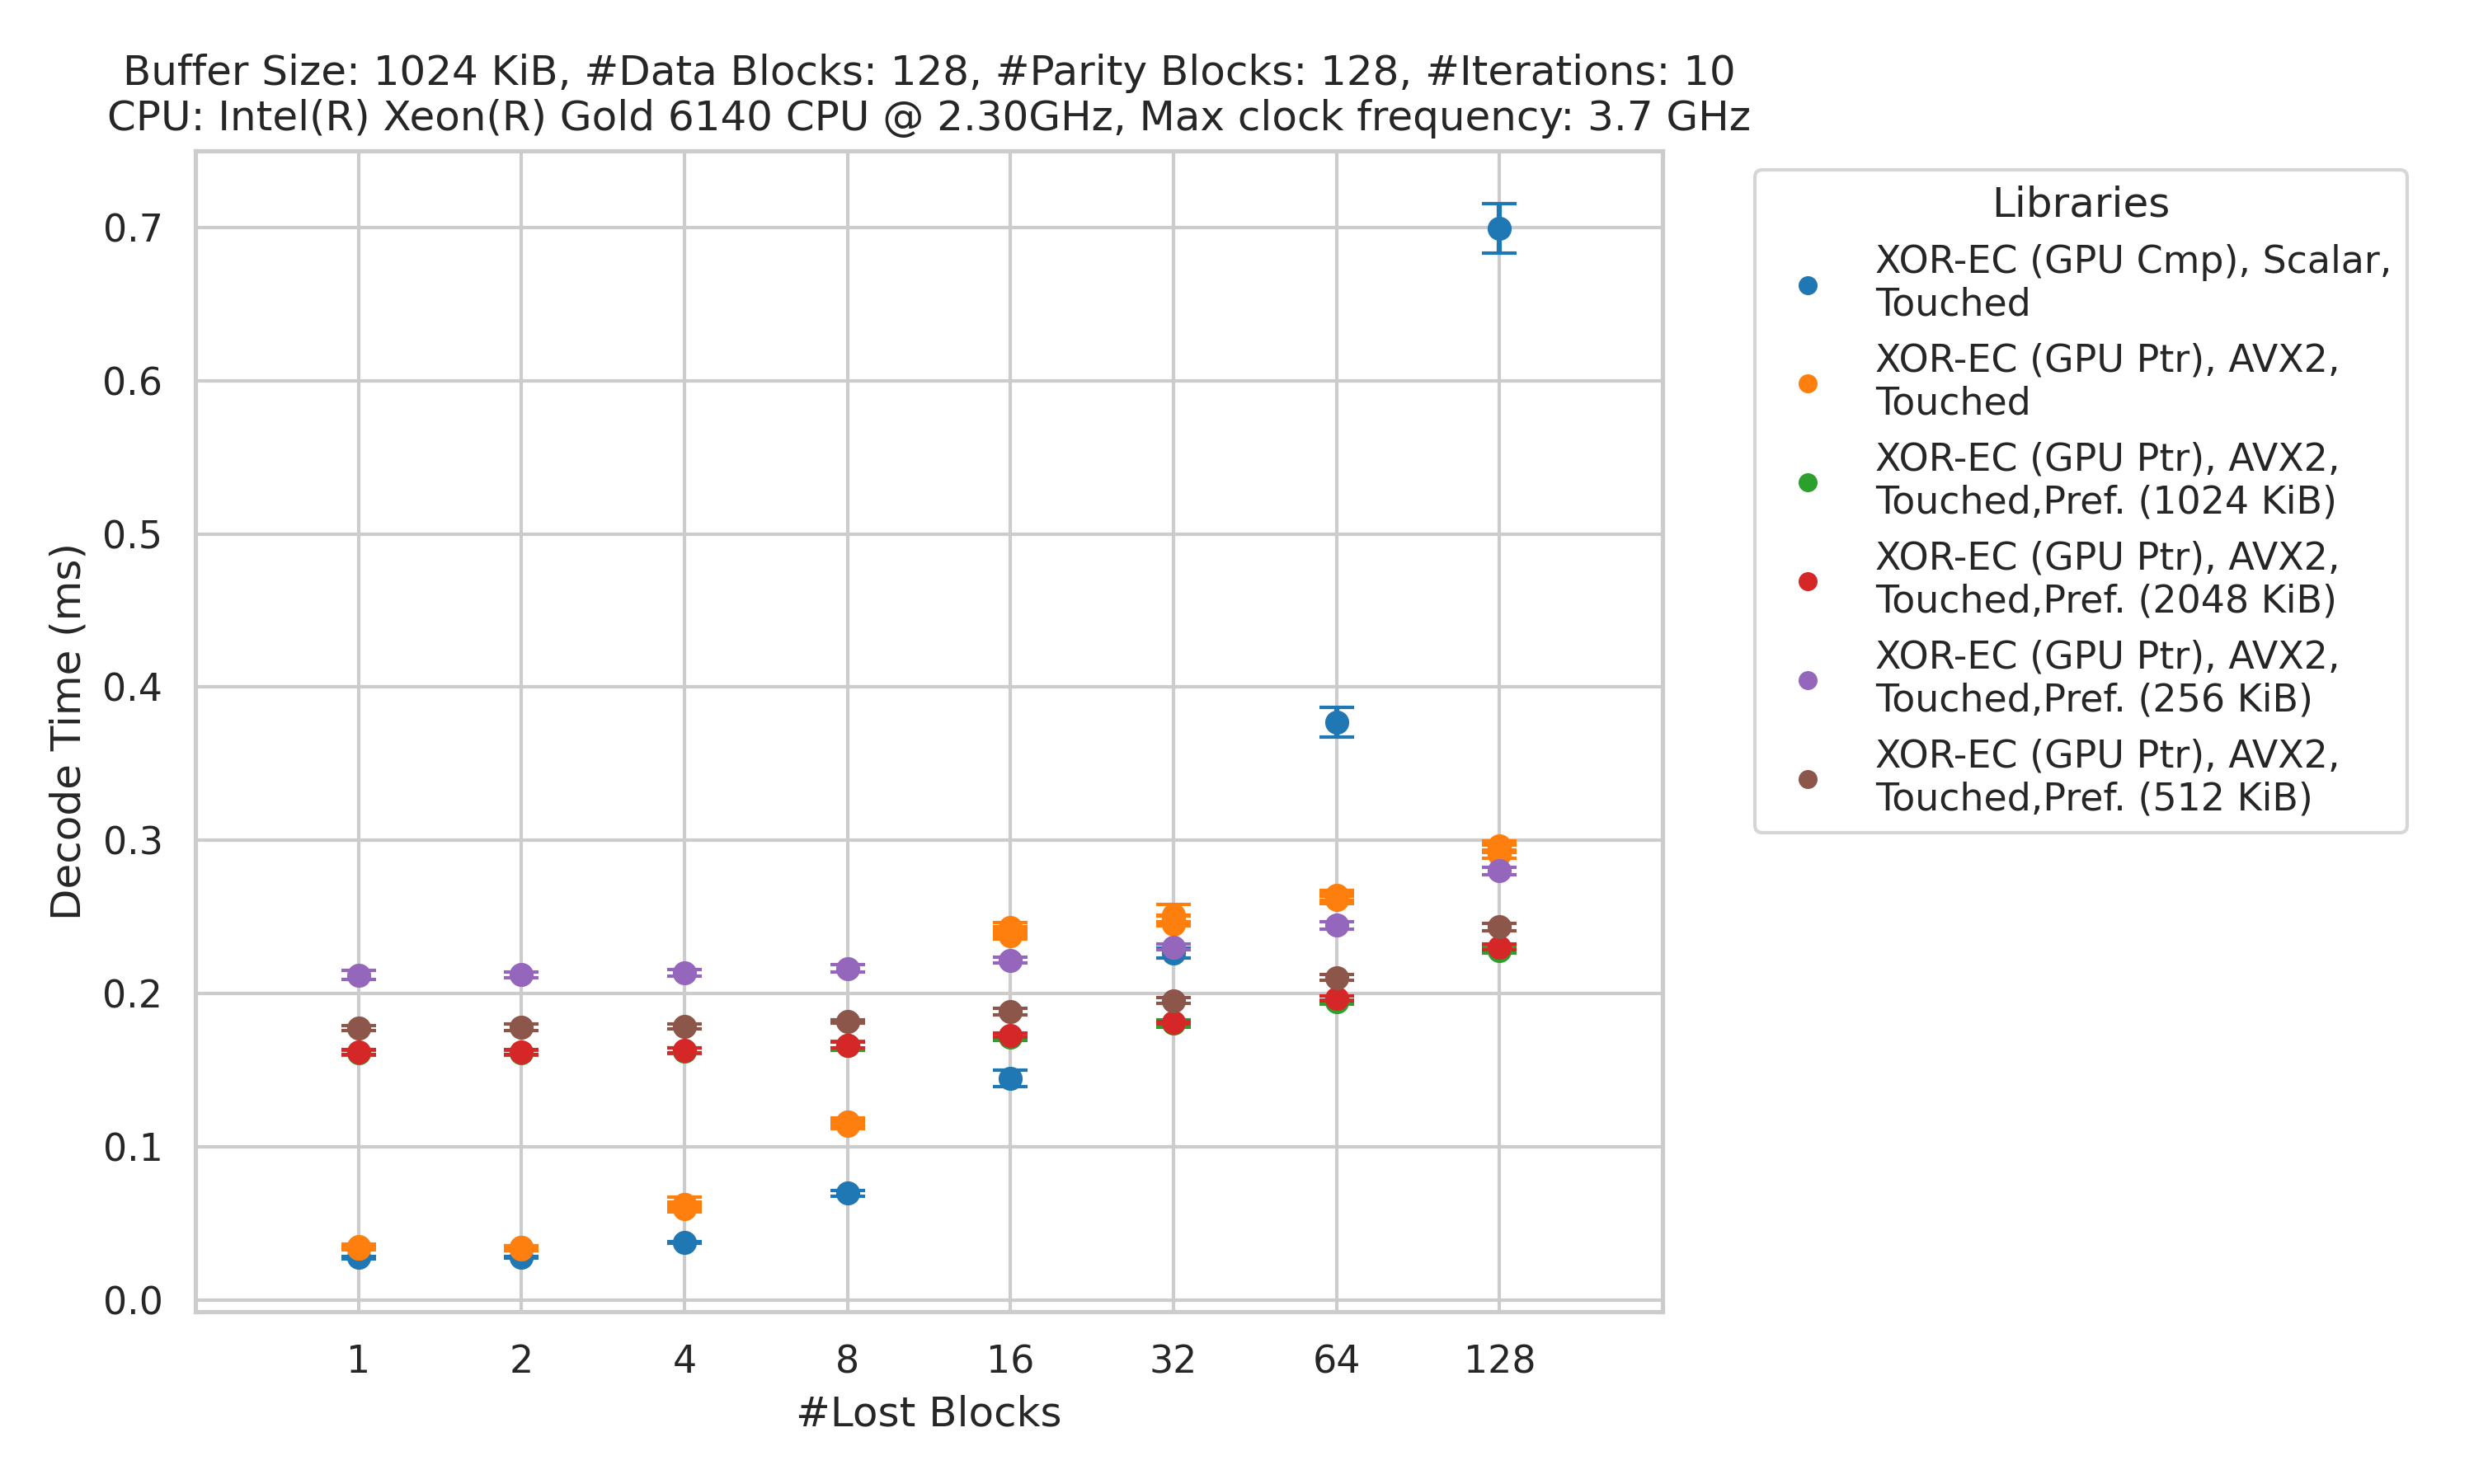 Buffer Size: 1024 KiB, #Data Blocks: 128, #Parity Blocks: 128, #Iterations: 10
CPU: Intel(R) Xeon(R) Gold 6140 CPU @ 2.30GHz, Max clock frequency: 3.7 GHz
Decode Time (ms)
0.7
0.6
0.5
0.4
0.3
0.2
0.1
0.0
1 2 4 8 16 32 64 128
#Lost Blocks
Libraries
XOR-EC (GPU Cmp), Scalar,
Touched
XOR-EC (GPU Ptr), AVX2,
Touched
XOR-EC (GPU Ptr), AVX2,
Touched,Pref. (1024 KiB)
XOR-EC (GPU Ptr), AVX2,
Touched,Pref. (2048 KiB)
XOR-EC (GPU Ptr), AVX2,
Touched,Pref. (256 KiB)
XOR-EC (GPU Ptr), AVX2,
Touched,Pref. (512 KiB)